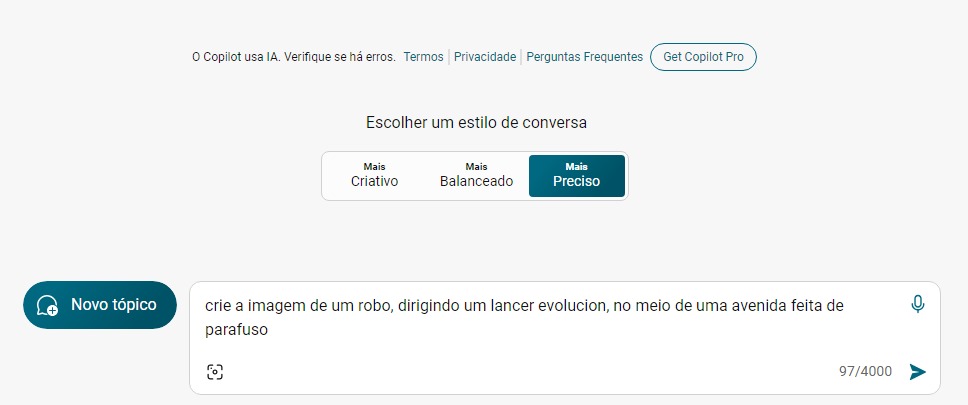 O Copilot usa IA. Verifique se há erros. Termos Privacidade Perguntas Frequentes Get Copilot Pro
Escolher um estilo de conversa
Mais Mais Mais
Criativo Balanceado Preciso
Novo tópico
crie a imagem de um robo, dirigindo um lancer evolucion, no meio de uma avenida feita de
parafuso
97/4000